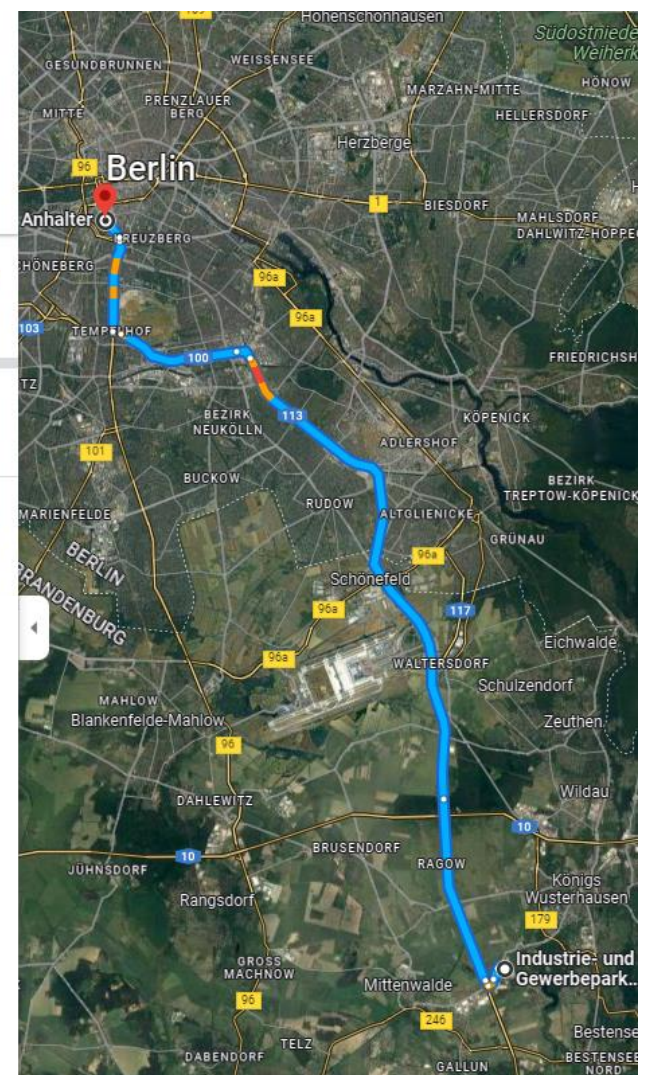 Hohenschönhausen
Südostniede
Weiherk
GESUNDBRUNNEN
WEISSENSEE
HÖNOW
MARZAHN-MITTE
PRENZLAUER
BERG
MITTE
HELLERSDORF
Herzberge
96
Berlin
1
BIESDORF
Anhalter
MAHLSDORF
DAHLWITZ-HOPPEG
KREUZBERG
SCHÖNEBERG
96a
96a
103
TEMPELHOF
100
FRIEDRICHSH
TZ
BEZIRK
NEUKÖLLN
113
KÖPENICK
ADLERSHOF
101
BUCKOW
BEZIRK
TREPTOW-KÖPENICK
RUDOW
ALTGLIENICKE
MARIENFELDE
GRÜNAU
BERLIN
BRANDENBURG
96a
Schönefeld
96a
117
Eichwalde
96a
WALTERSDORF
Schulzendorf
MAHLOW
Blankenfelde-Mahlow
Zeuthen
96
Wildau
DAHLEWITZ
10
BRUSENDORF
10
RAGOW
JÜHNSDORF
Königs
Wusterhausen
Rangsdorf
179
GROSS
MACHNOW
Industrie- und
Gewerbepark...
Mittenwalde
96
246
Bestense
TELZ
DABENDORF
GALLUN
BESTENSEE
NORD